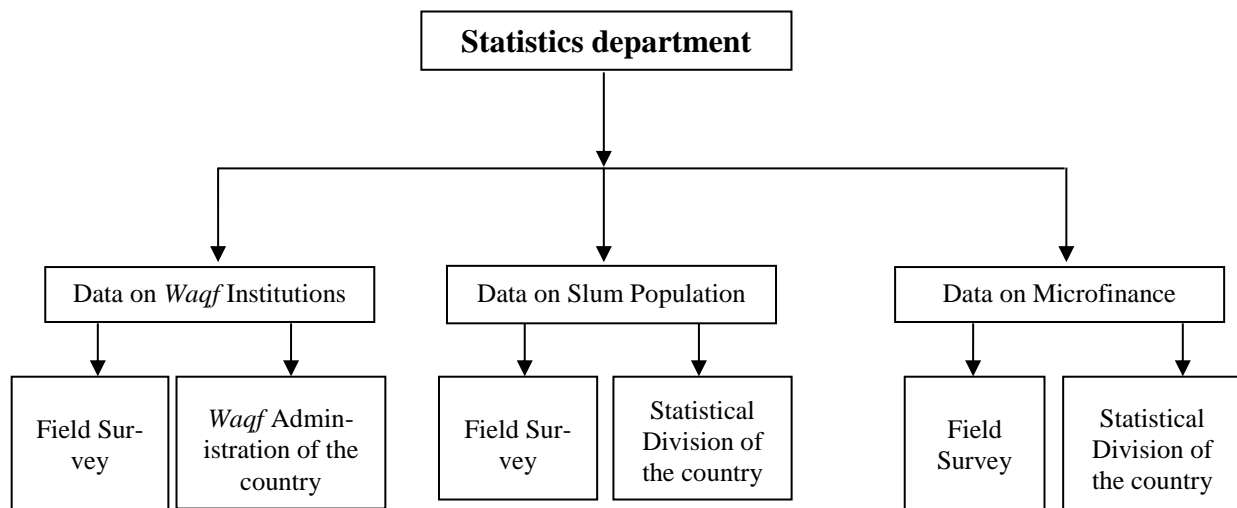 Statistics department
Data on Waqf Institutions
Data on Slum Population
Data on Microfinance
Field Sur-
vey
Waqf Admin-
istration of the
country
Field Sur-
vey
Statistical
Division of
the country
Field
Survey
Statistical
Division of
the country